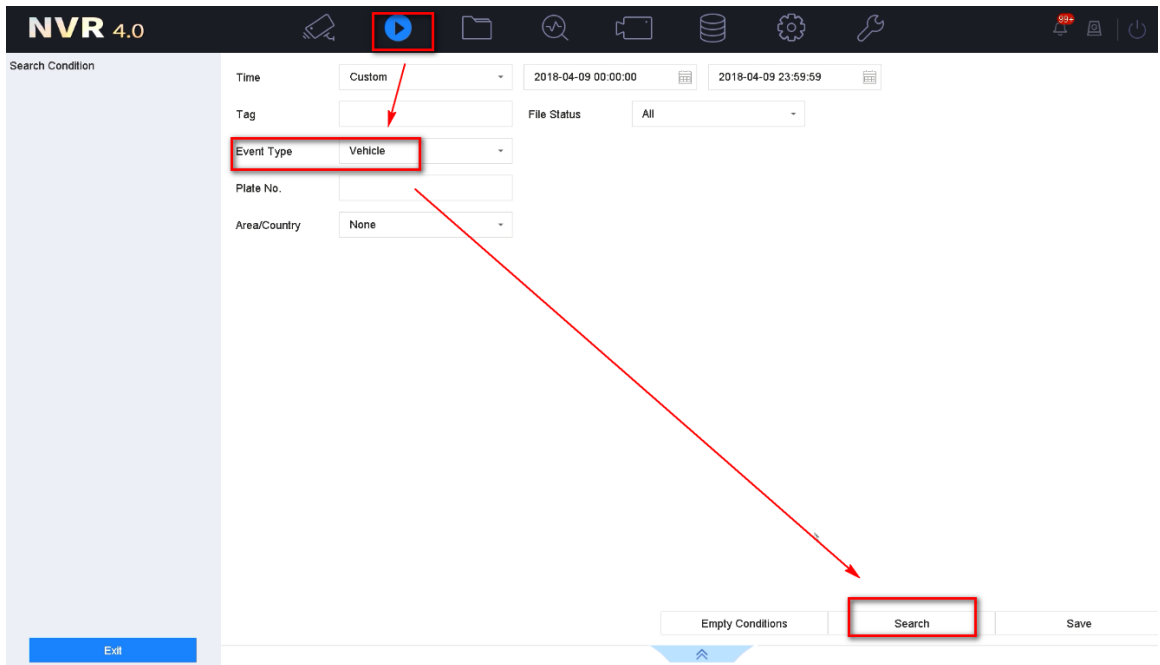 NVR 4.0
99+
Search Condition
Time Custom 2018-04-09 00:00:00 2018-04-09 23:59:59
Tag File Status All
Event Type Vehicle
Plate No.
Area/Country None
Empty Conditions Search Save
Exit